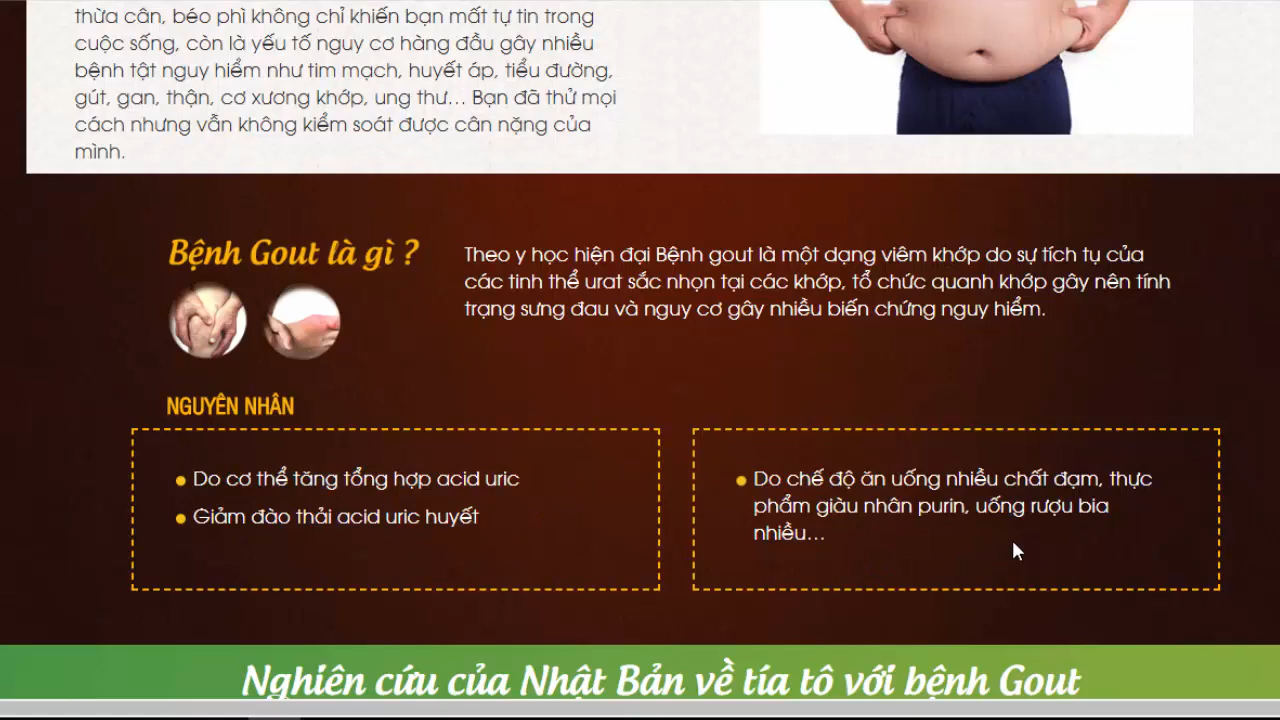 thừa cân, béo phì không chỉ khiến bạn mất tự tin trong
cuộc sống, còn là yếu tố nguy cơ hàng đầu gây nhiều
bệnh tật nguy hiểm như tim mạch, huyết áp, tiểu đường,
gút, gan, thận, cơ xương khớp, ung thư... Bạn đã thử mọi
cách nhưng vẫn không kiểm soát được cân nặng của
mình.
Bệnh Gout là gì ?
Theo y học hiện đại Bệnh gout là một dạng viêm khớp do sự tích tụ của
các tinh thể urat sắc nhọn tại các khớp, tổ chức quanh khớp gây nên tính
trạng sưng đau và nguy cơ gây nhiều biến chứng nguy hiểm.
NGUYÊN NHÂN
Do cơ thể tăng tổng hợp acid uric
Giảm đào thải acid uric huyết
Do chế độ ăn uống nhiều chất đạm, thực
phẩm giàu nhân purin, uống rượu bia
nhiều...
Nghiên cứu của Nhật Bản về tía tô với bệnh Gout